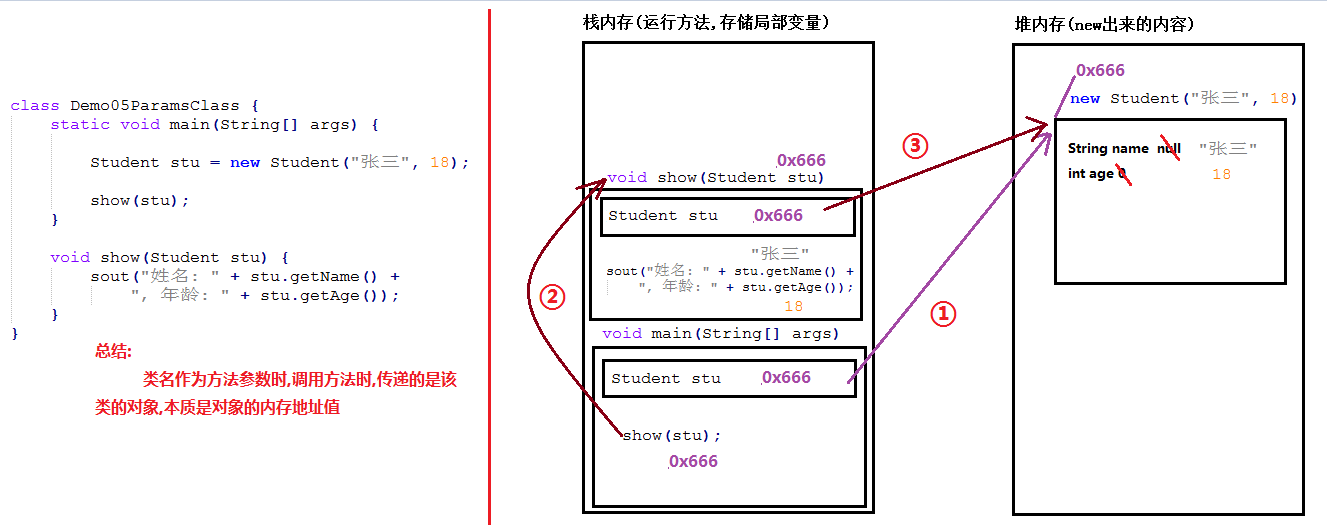 class Demo05ParamsClass {
static void main(String[] args) {
Student stu = new Student("张三", 18);
show(stu);
}
void show(Student stu) {
sout("姓名: " + stu.getName() +
", 年龄: " + stu.getAge());
}
}
总结:
类名作为方法参数时,调用方法时,传递的是该
类的对象,本质是对象的内存地址值
栈内存(运行方法,存储局部变量)
0x666
void show(Student stu)
Student stu 0x666
"张三"
sout("姓名: " + stu.getName() +
", 年龄: " + stu.getAge());
18
void main(String[] args)
Student stu 0x666
show(stu);
0x666
②
③
①
堆内存(new出来的内容)
0x666
new Student("张三", 18)
String name null "张三"
int age 0 18